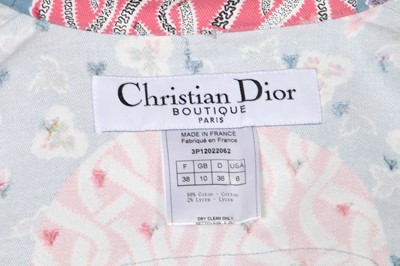 Christian Dior
BOUTIQUE
PARIS
MADE IN FRANCE
Fabriqué en France
3P12022062
F GB D USA
38 10 36 6
98% Coton - Cotton
2% Lycra - Lycra
DRY CLEAN ONLY